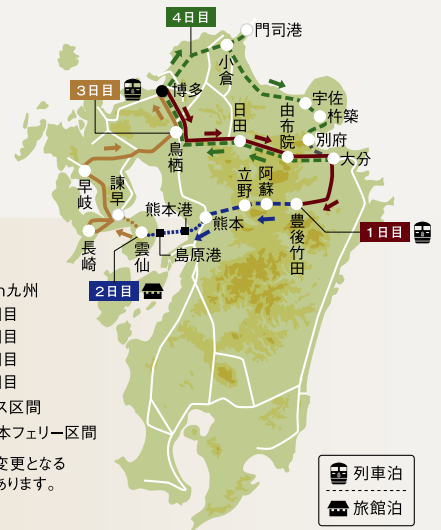 4日目
門司港
小倉
3日目
博多
宇佐
杵築
日田
由布院
別府
大分
鳥栖
早岐
諫早
立野
阿蘇
熊本港
熊本
豊後竹田
1日目
長崎
雲仙
島原港
2日目
n九州
目
目
目
目
ス区間
本フェリー区間
変更となる
あります。
列車泊
旅館泊